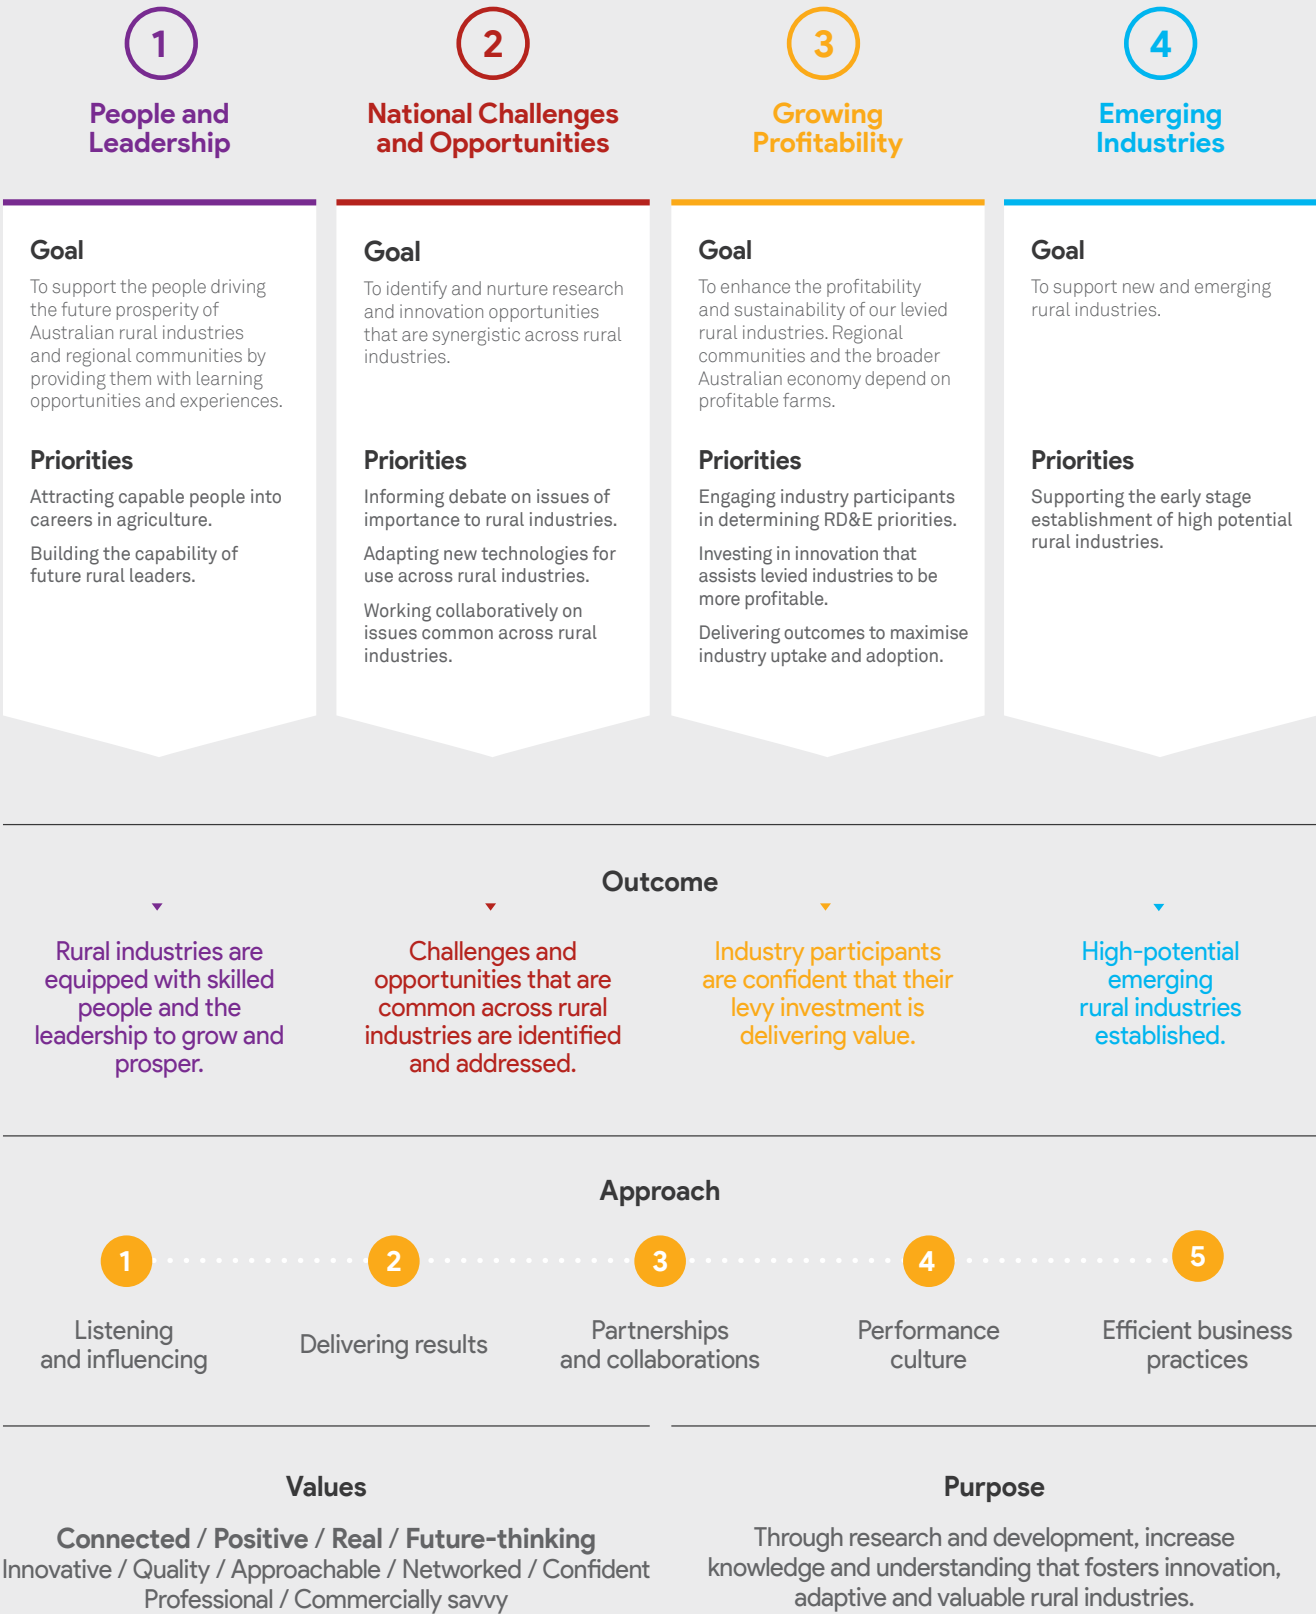 1
People and
Leadership
2
National Challenges
and Opportunities
3
Growing
Profitability
4
Emerging
Industries
Goal
To support the people driving
the future prosperity of
Australian rural industries
and regional communities by
providing them with learning
opportunities and experiences.
Priorities
Attracting capable people into
careers in agriculture.
Building the capability of
future rural leaders.
Goal
To identify and nurture research
and innovation opportunities
that are synergistic across rural
industries.
Priorities
Informing debate on issues of
importance to rural industries.
Adapting new technologies for
use across rural industries.
Working collaboratively on
issues common across rural
industries.
Goal
To enhance the profitability
and sustainability of our levied
rural industries. Regional
communities and the broader
Australian economy depend on
profitable farms.
Priorities
Engaging industry participants
in determining RD&E priorities.
Investing in innovation that
assists levied industries to be
more profitable.
Delivering outcomes to maximise
industry uptake and adoption.
Goal
To support new and emerging
rural industries.
Priorities
Supporting the early stage
establishment of high potential
rural industries.
Outcome
Rural industries are
equipped with skilled
people and the
leadership to grow and
prosper.
Challenges and
opportunities that are
common across rural
industries are identified
and addressed.
Industry participants
are confident that their
levy investment is
delivering value.
High-potential
emerging
rural industries
established.
Approach
1
Listening
and influencing
2
Delivering results
3
Partnerships
and collaborations
4
Performance
culture
5
Efficient business
practices
Values
Connected / Positive / Real / Future-thinking
Innovative / Quality / Approachable / Networked / Confident
Professional / Commercially savvy
Purpose
Through research and development, increase
knowledge and understanding that fosters innovation,
adaptive and valuable rural industries.